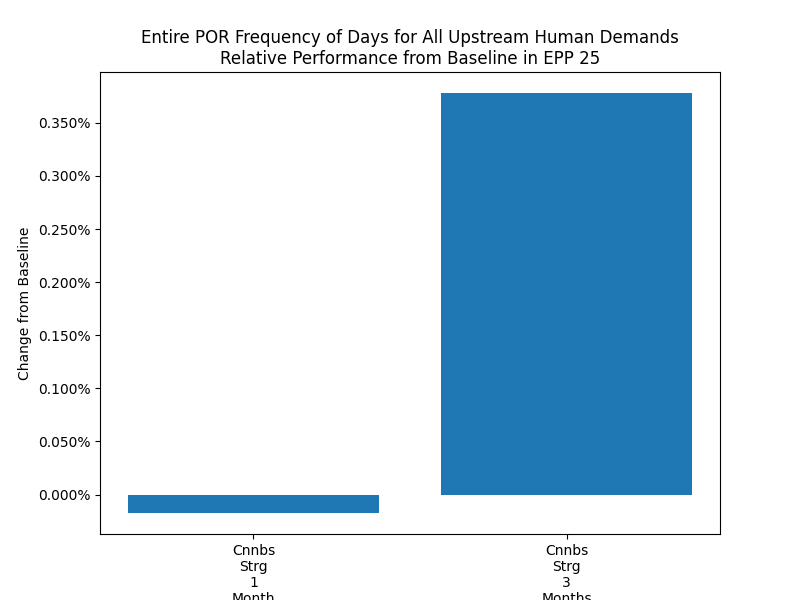 Entire POR Frequency of Days for All Upstream Human Demands
Relative Performance from Baseline in EPP 25
Change from Baseline
0.350%
0.300%
0.250%
0.200%
0.150%
0.100%
0.050%
0.000%
Cnnbs
Strg
1
Month
Cnnbs
Strg
3
Months